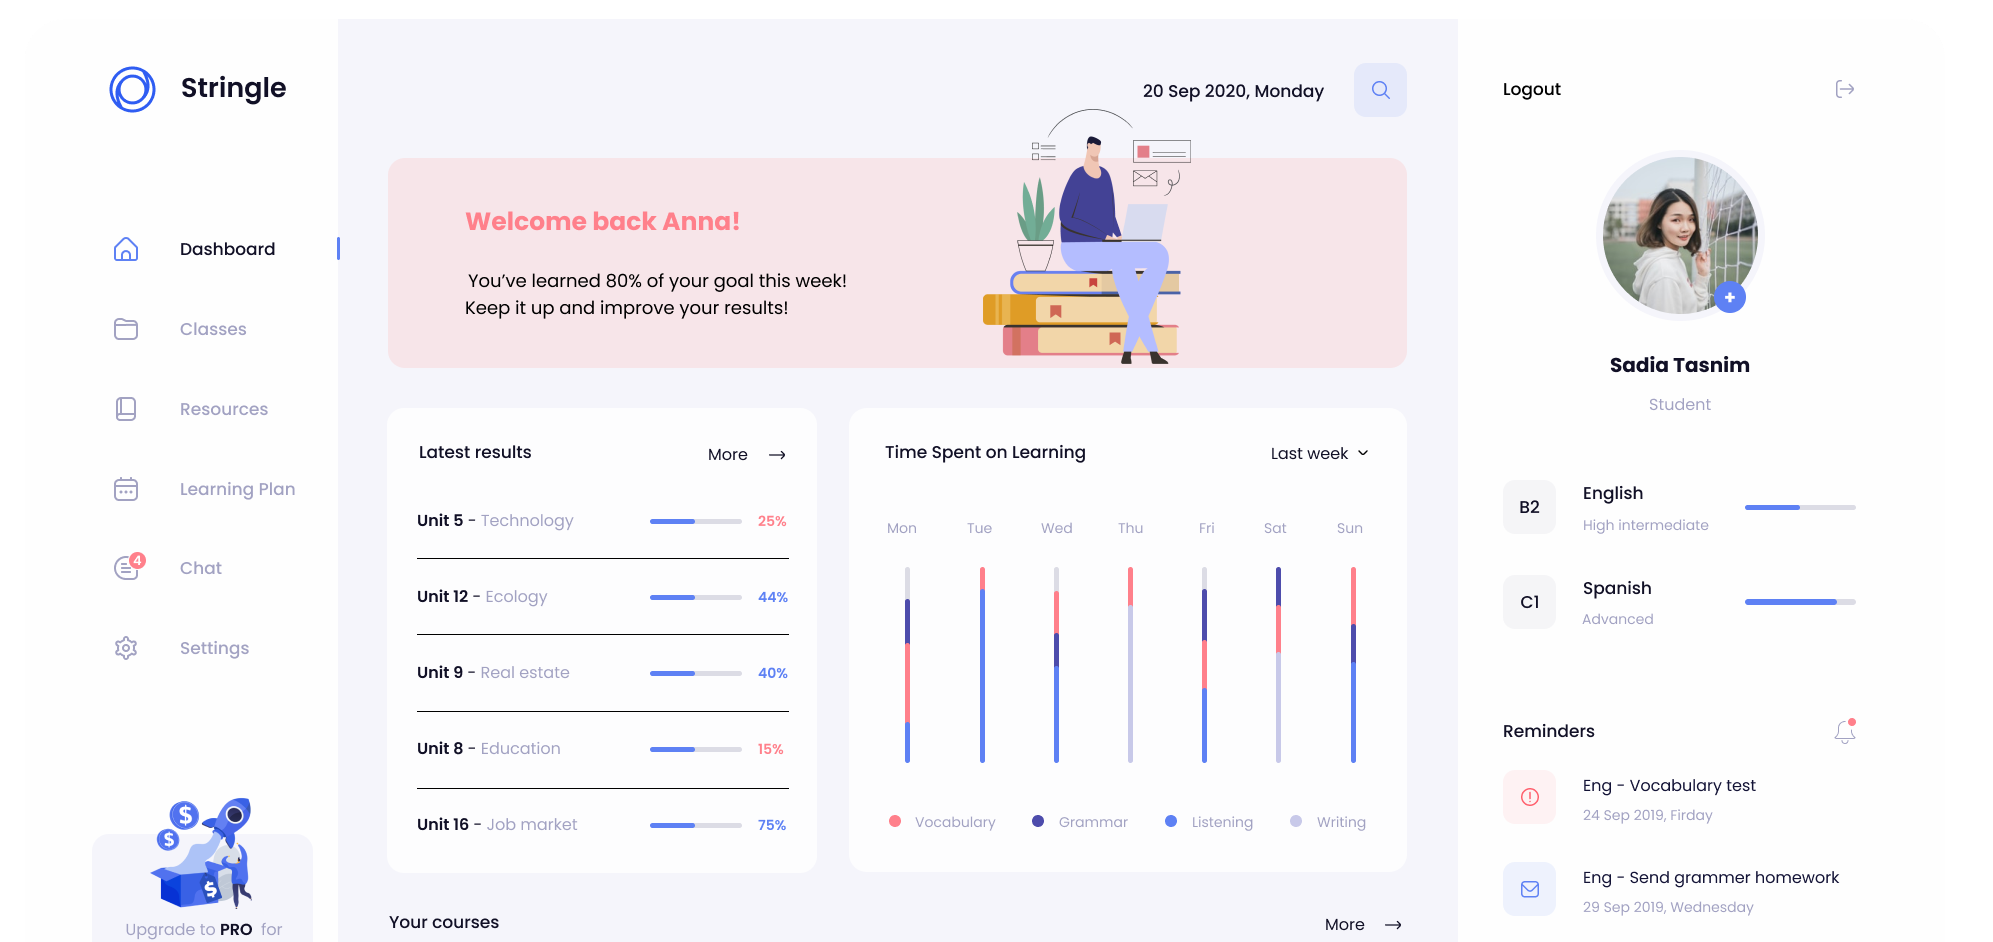 Stringle
Dashboard
Classes
Resources
Learning Plan
4
Chat
Settings
$
$
$
Upgrade to PRO for
20 Sep 2020, Monday
Welcome back Anna!
You’ve learned 80% of your goal this week!
Keep it up and improve your results!
Latest results
More
Unit 5 - Technology 25%
Unit 12 - Ecology 44%
Unit 9 - Real estate 40%
Unit 8 - Education 15%
Unit 16 - Job market 75%
Time Spent on Learning
Last week
Mon Tue Wed Thu Fri Sat Sun
Vocabulary Grammar Listening Writing
Your courses
More
Logout
Sadia Tasnim
Student
B2
English
High intermediate
C1
Spanish
Advanced
Reminders
Eng - Vocabulary test
24 Sep 2019, Firday
Eng - Send grammer homework
29 Sep 2019, Wednesday